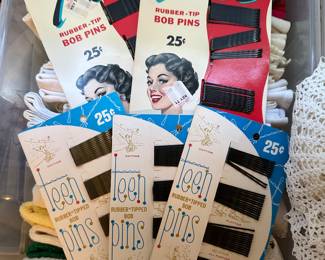 RUBBER-TIP
BOB PINS
25¢
RUBBER-TIP
BOB PINS
25¢
25¢
teen
RUBBER TIPPED
BOB
pins
teen
RUBBER TIPPED
BOB
pins
25¢
teen
RUBBER TIPPED
BOB
pins